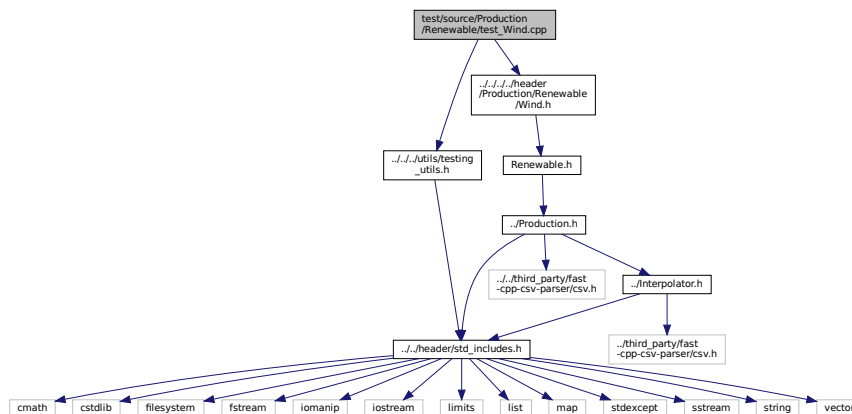 test/source/Production
/Renewable/test_Wind.cpp
../../../../header
/Production/Renewable
/Wind.h
../../../utils/testing
_utils.h
Renewable.h
../Production.h
../../third_party/fast
-cpp-csv-parser/csv.h
../Interpolator.h
../third_party/fast
-cpp-csv-parser/csv.h
../../header/std_includes.h
cmath
cstdlib
filesystem
fstream
iomanip
iostream
limits
list
map
stdexcept
sstream
string
vecto